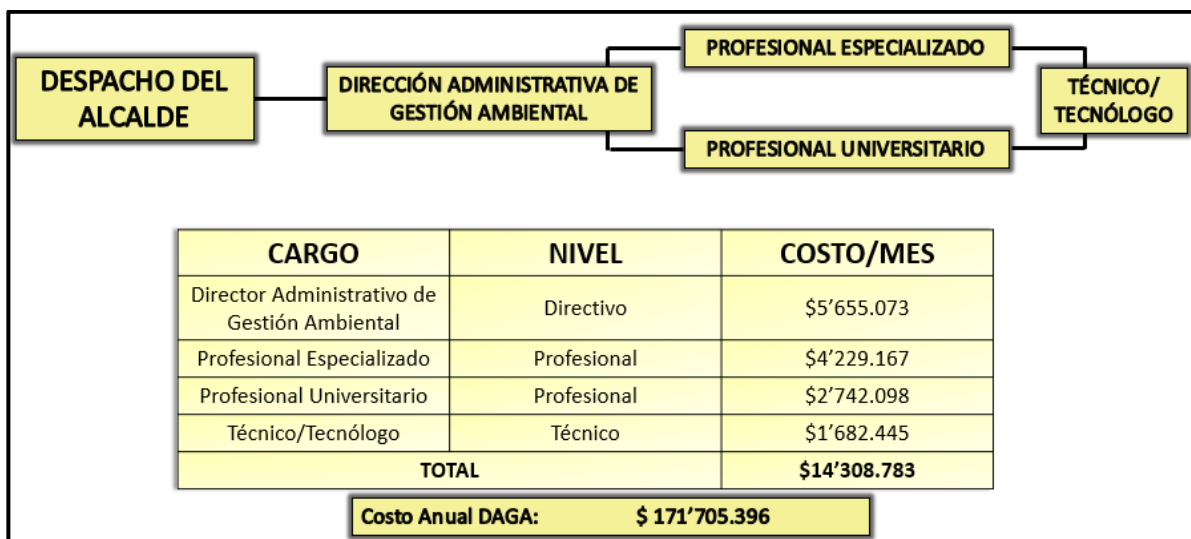 DESPACHO DEL
ALCALDE
DIRECCIÓN ADMINISTRATIVA DE
GESTIÓN AMBIENTAL
PROFESIONAL ESPECIALIZADO
PROFESIONAL UNIVERSITARIO
TÉCNICO/
TECNÓLOGO
CARGO NIVEL COSTO/MES
Director Administrativo de
Gestión Ambiental Directivo $5’655.073
Profesional Especializado Profesional $4’229.167
Profesional Universitario Profesional $2’742.098
Técnico/Tecnólogo Técnico $1’682.445
TOTAL $14’308.783
Costo Anual DAGA: $ 171’705.396